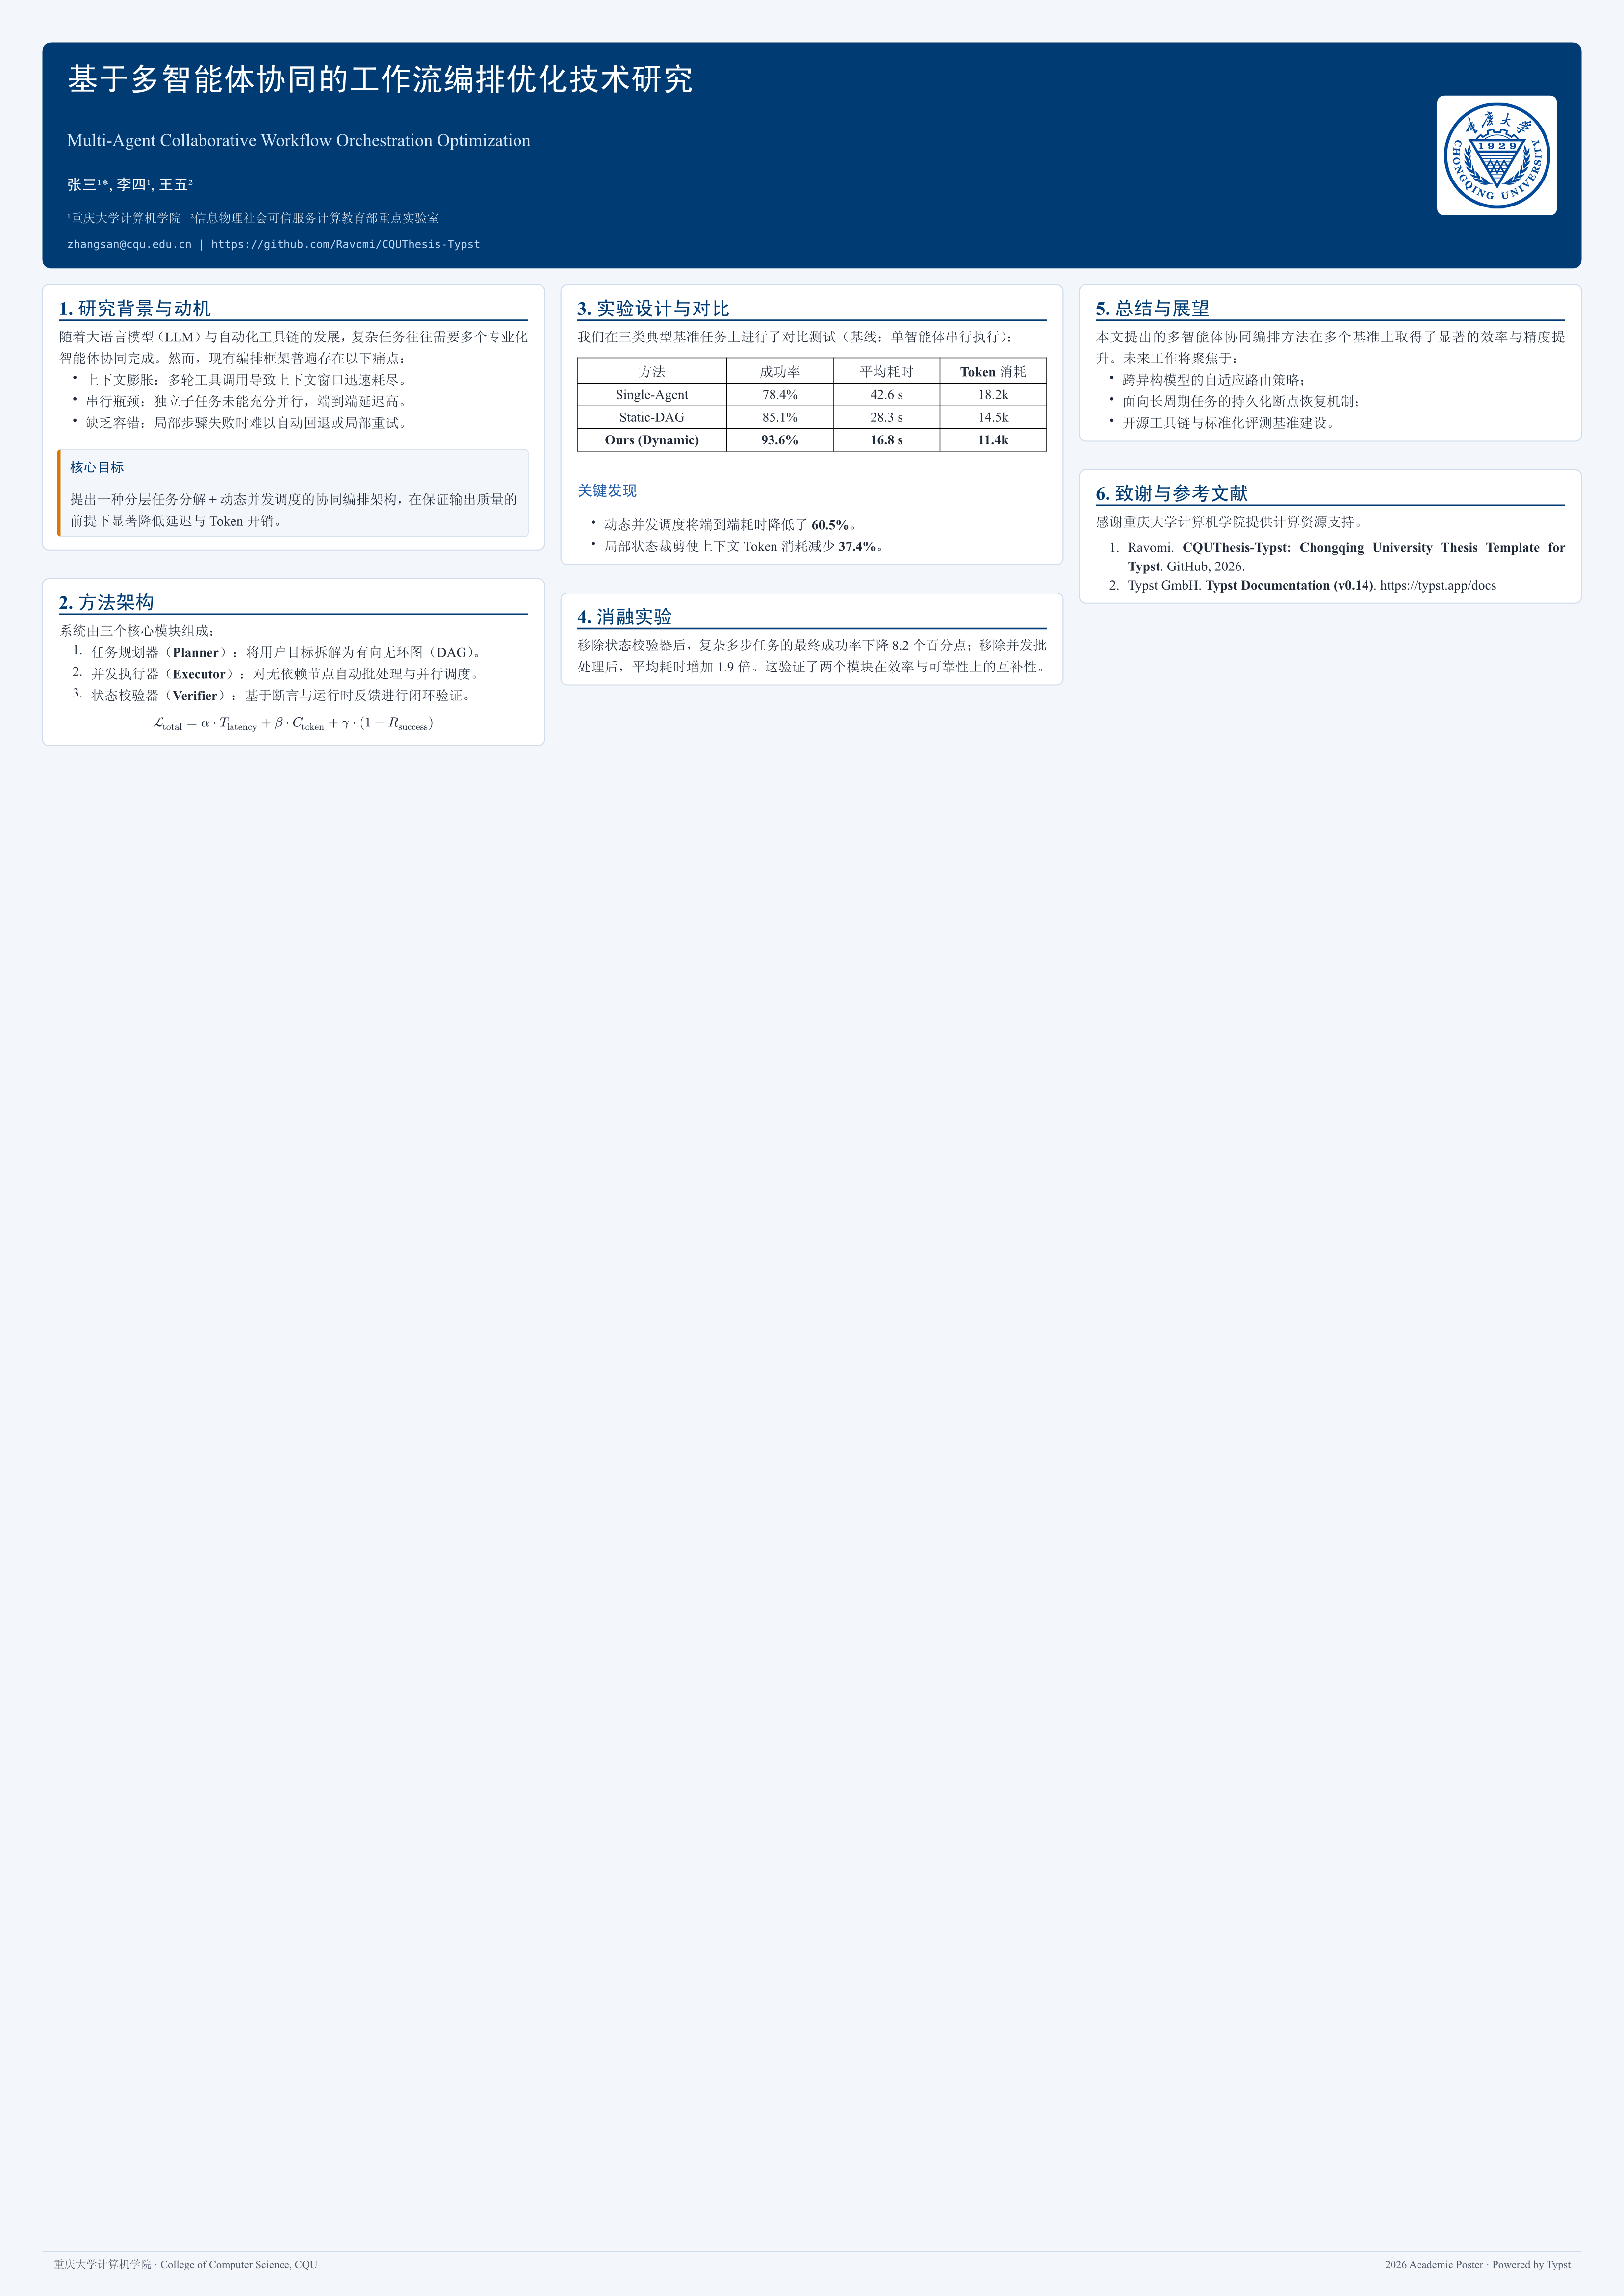 基于多智能体协同的工作流编排优化技术研究
Multi-Agent Collaborative Workflow Orchestration Optimization
张三¹*, 李四¹, 王五²
¹重庆大学计算机学院 ²信息物理社会可信服务计算教育部重点实验室
zhangsan@cqu.edu.cn | https://github.com/Ravomi/CQUThesis-Typst
重庆大学
1929
CHONGQING UNIVERSITY
1. 研究背景与动机
随着大语言模型（LLM）与自动化工具链的发展，复杂任务往往需要多个专业化
智能体协同完成。然而，现有编排框架普遍存在以下痛点：
• 上下文膨胀：多轮工具调用导致上下文窗口迅速耗尽。
• 串行瓶颈：独立子任务未能充分并行，端到端延迟高。
• 缺乏容错：局部步骤失败时难以自动回退或局部重试。
核心目标
提出一种分层任务分解 + 动态并发调度的协同编排架构，在保证输出质量的
前提下显著降低延迟与 Token 开销。
2. 方法架构
系统由三个核心模块组成：
1. 任务规划器（Planner）：将用户目标拆解为有向无环图（DAG）。
2. 并发执行器（Executor）：对无依赖节点自动批处理与并行调度。
3. 状态校验器（Verifier）：基于断言与运行时反馈进行闭环验证。
ℒ_total = α · T_latency + β · C_token + γ · (1 − R_success)
3. 实验设计与对比
我们在三类典型基准任务上进行了对比测试（基线：单智能体串行执行）：
方法 成功率 平均耗时 Token 消耗
Single-Agent 78.4% 42.6 s 18.2k
Static-DAG 85.1% 28.3 s 14.5k
Ours (Dynamic) 93.6% 16.8 s 11.4k
关键发现
• 动态并发调度将端到端耗时降低了 60.5%。
• 局部状态裁剪使上下文 Token 消耗减少 37.4%。
4. 消融实验
移除状态校验器后，复杂多步任务的最终成功率下降 8.2 个百分点；移除并发批
处理后，平均耗时增加 1.9 倍。这验证了两个模块在效率与可靠性上的互补性。
5. 总结与展望
本文提出的多智能体协同编排方法在多个基准上取得了显著的效率与精度提
升。未来工作将聚焦于：
• 跨异构模型的自适应路由策略；
• 面向长周期任务的持久化断点恢复机制；
• 开源工具链与标准化评测基准建设。
6. 致谢与参考文献
感谢重庆大学计算机学院提供计算资源支持。
1. Ravomi. CQUThesis-Typst: Chongqing University Thesis Template for
Typst. GitHub, 2026.
2. Typst GmbH. Typst Documentation (v0.14). https://typst.app/docs
重庆大学计算机学院 · College of Computer Science, CQU
2026 Academic Poster · Powered by Typst